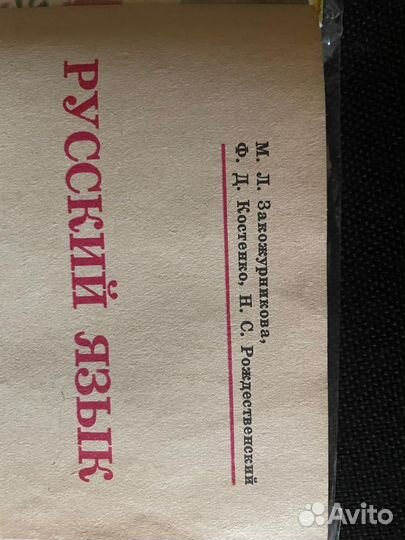 М. Л. Закожурникова,
Ф. Д. Костенко, Н. С. Рождественский
РУССКИЙ ЯЗЫК
Avito